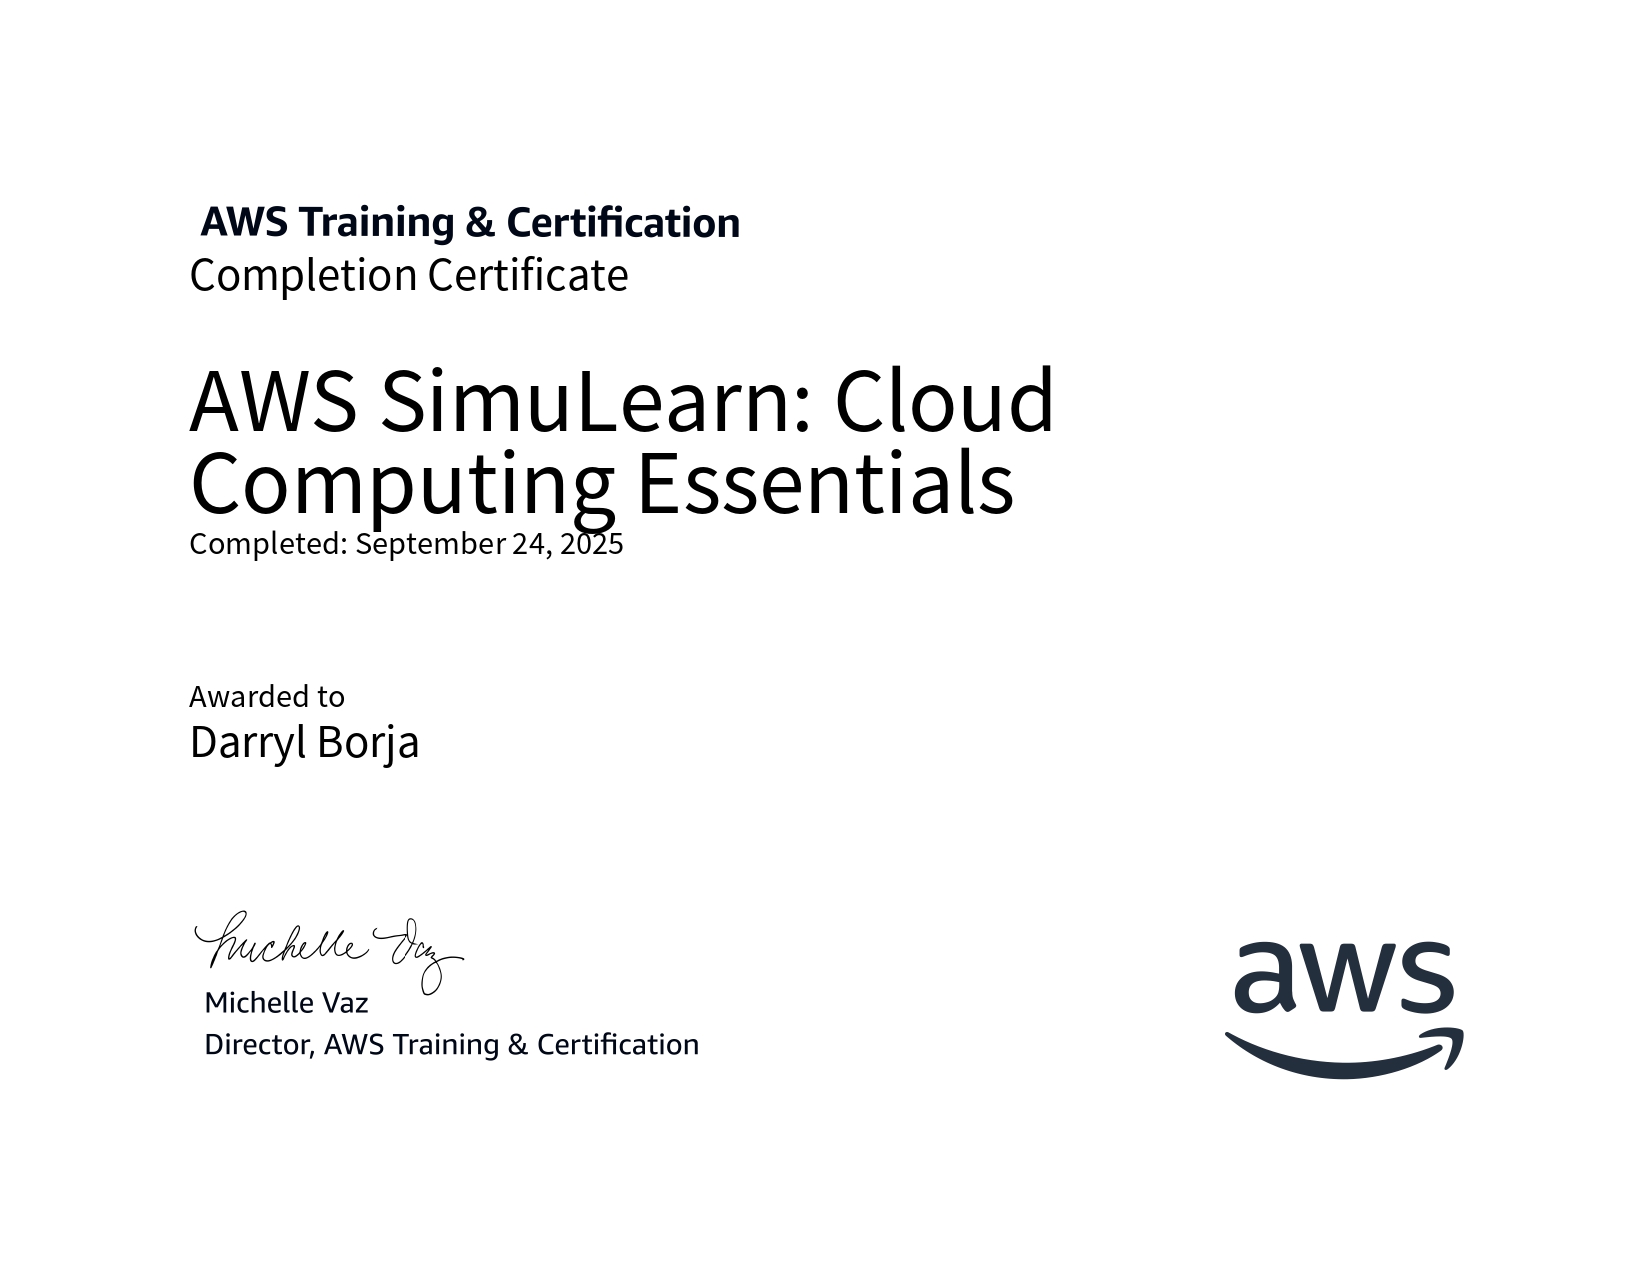 AWS Training & Certification
Completion Certificate
AWS SimuLearn: Cloud
Computing Essentials
Completed: September 24, 2025
Awarded to
Darryl Borja
Michelle Vaz
Michelle Vaz
Director, AWS Training & Certification
aws